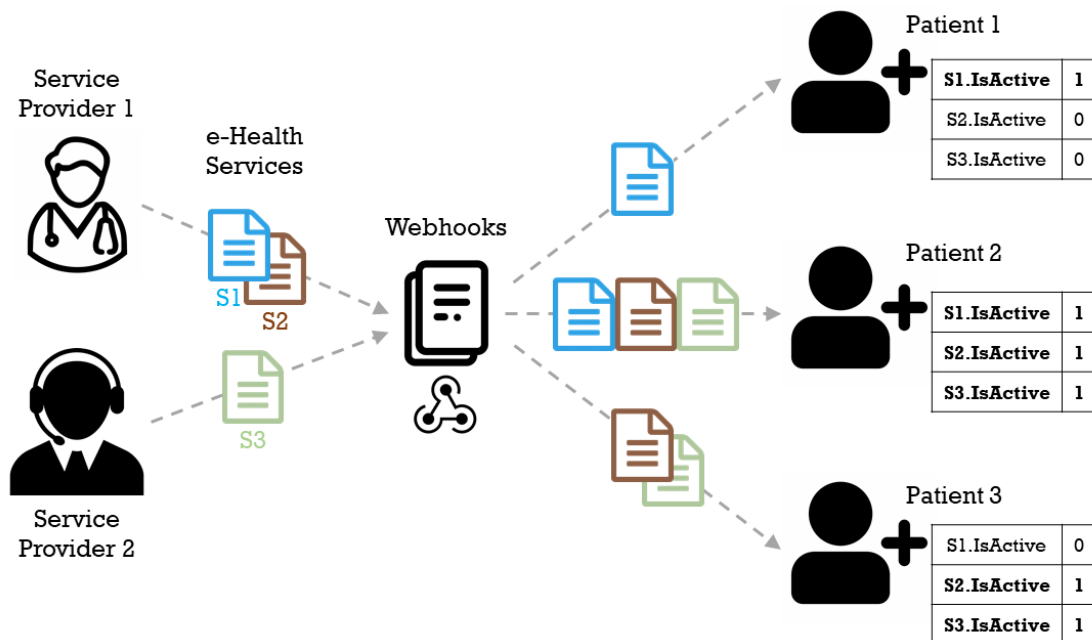 Service
Provider 1
e-Health
Services
S1
S2
S3
Service
Provider 2
Webhooks
Patient 1
S1.IsActive 1
S2.IsActive 0
S3.IsActive 0
Patient 2
S1.IsActive 1
S2.IsActive 1
S3.IsActive 1
Patient 3
S1.IsActive 0
S2.IsActive 1
S3.IsActive 1